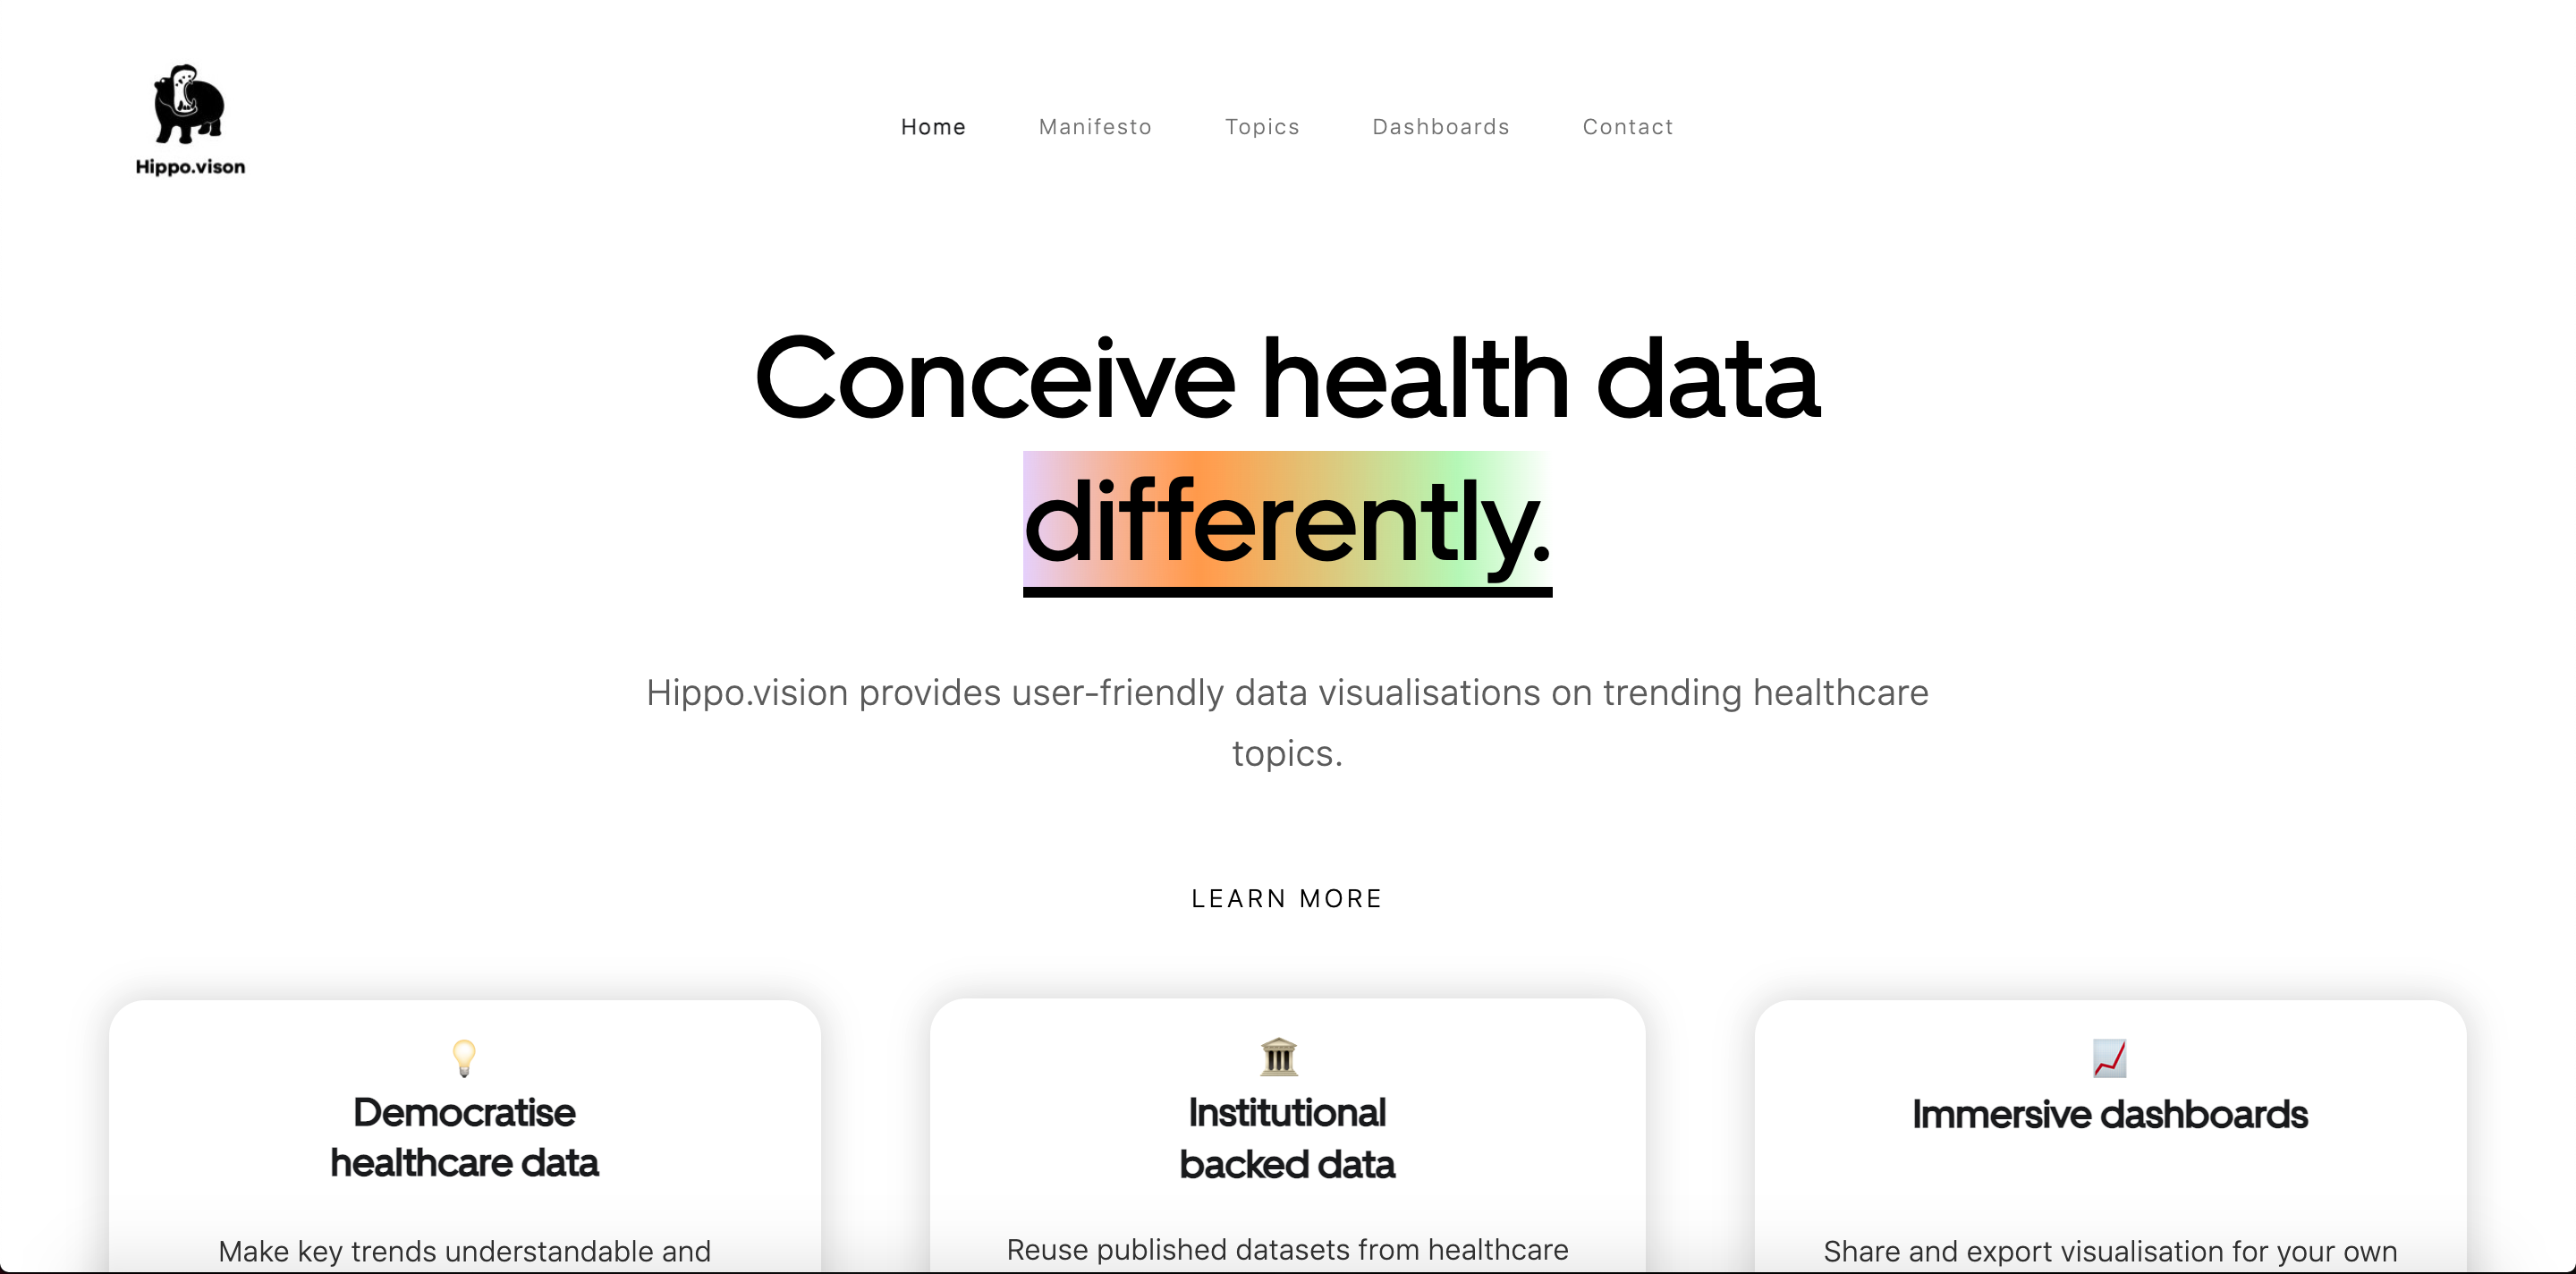 Hippo.vison
Home Manifesto Topics Dashboards Contact
Conceive health data
differently.
Hippo.vision provides user-friendly data visualisations on trending healthcare
topics.
LEARN MORE
Democratise
healthcare data
Make key trends understandable and
Institutional
backed data
Reuse published datasets from healthcare
Immersive dashboards
Share and export visualisation for your own